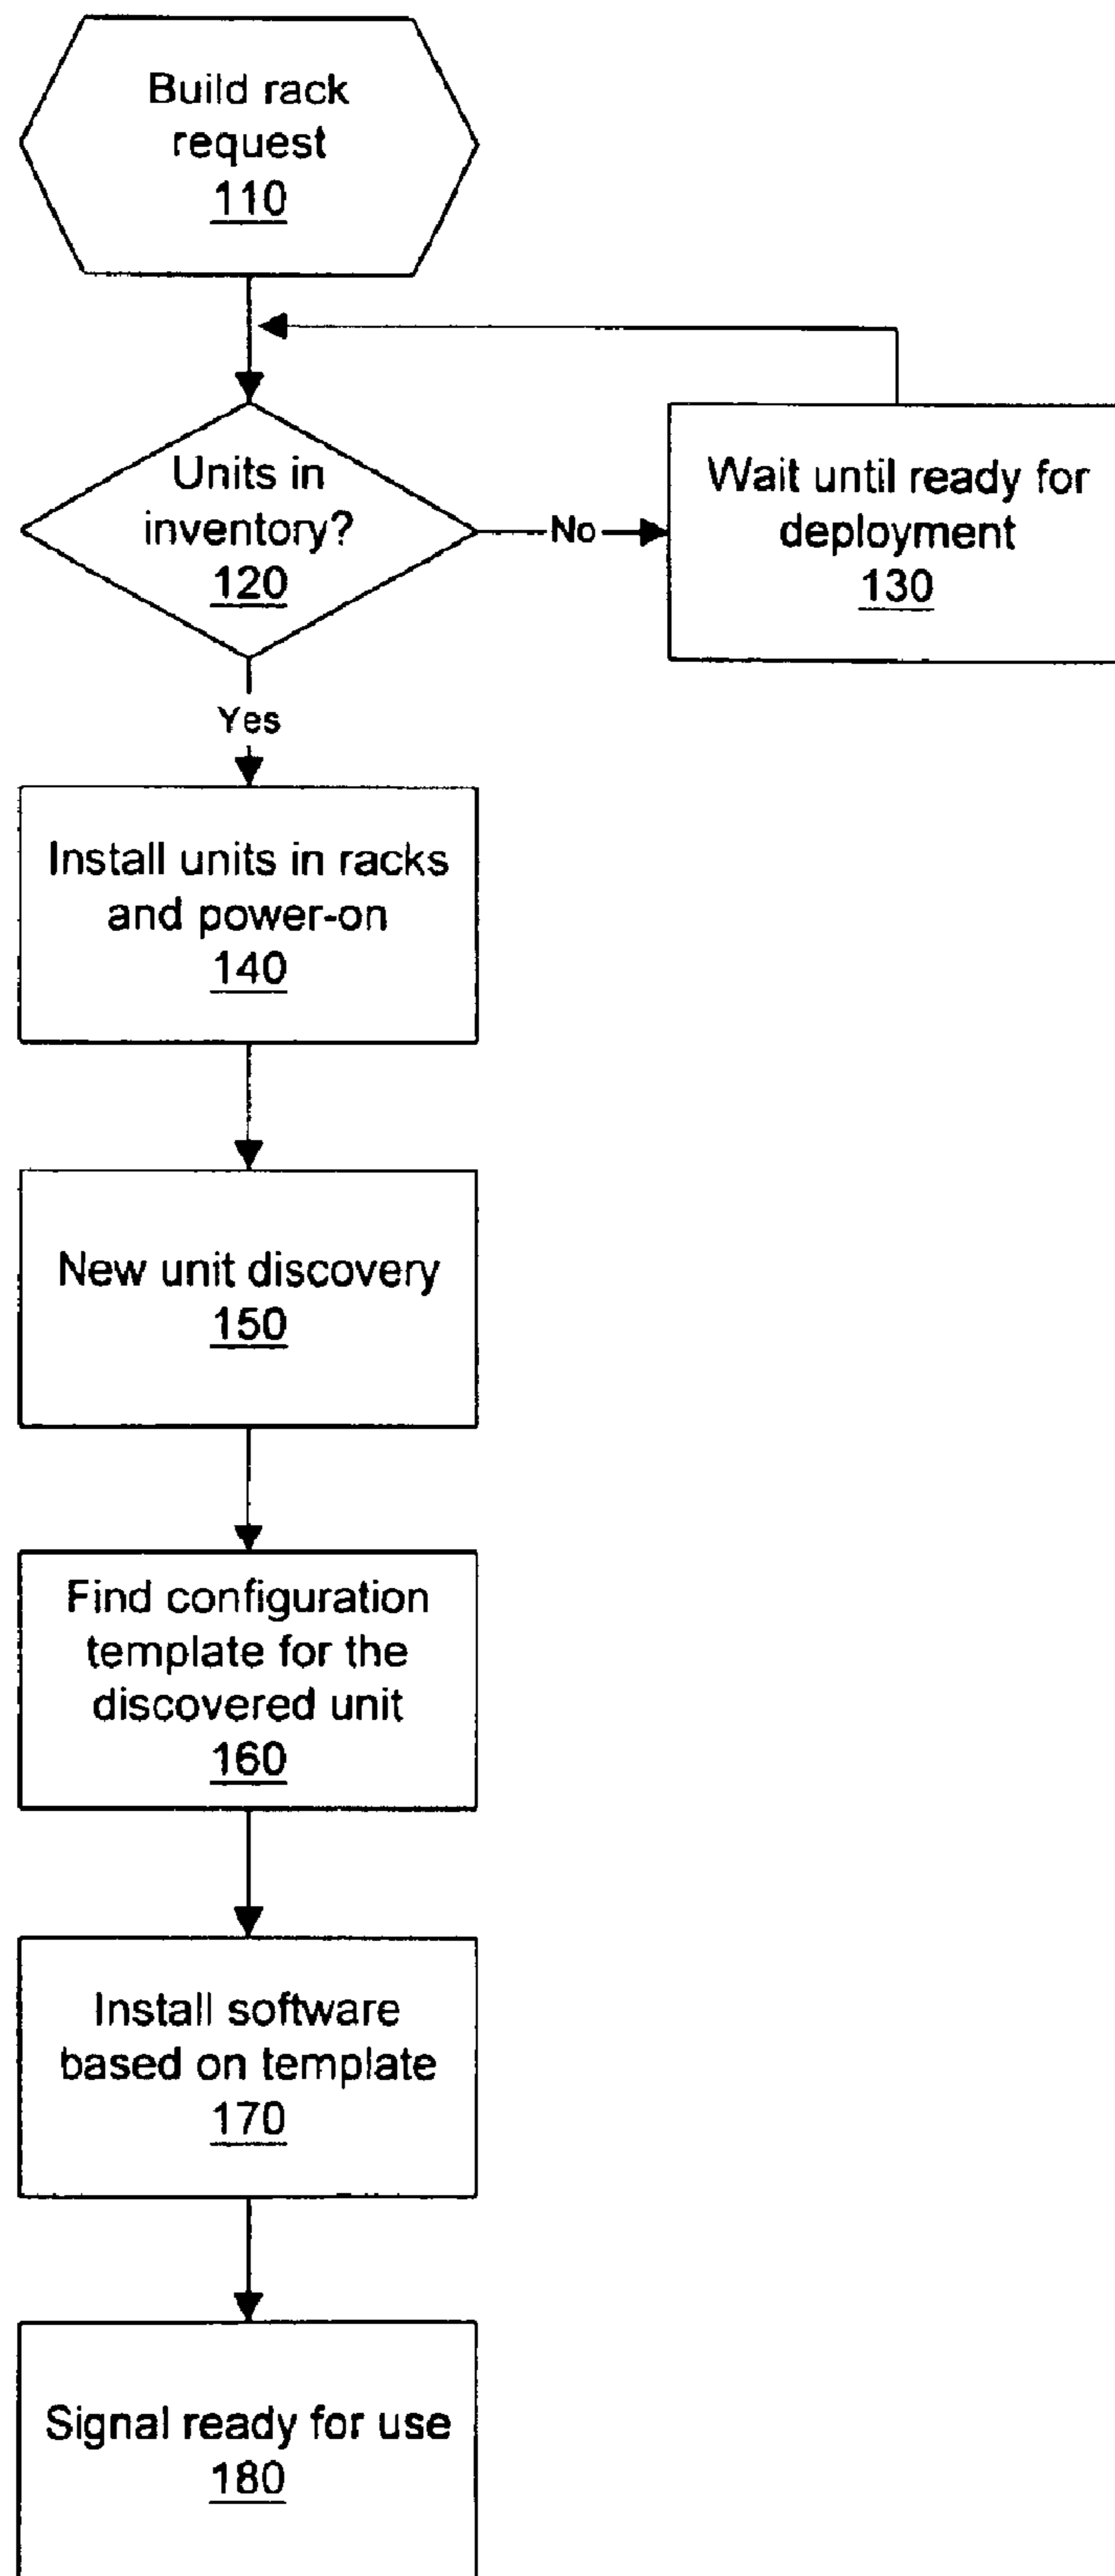 Build rack
request
110
Units in
inventory?
120
No
Wait until ready for
deployment
130
Yes
Install units in racks
and power-on
140
New unit discovery
150
Find configuration
template for the
discovered unit
160
Install software
based on template
170
Signal ready for use
180